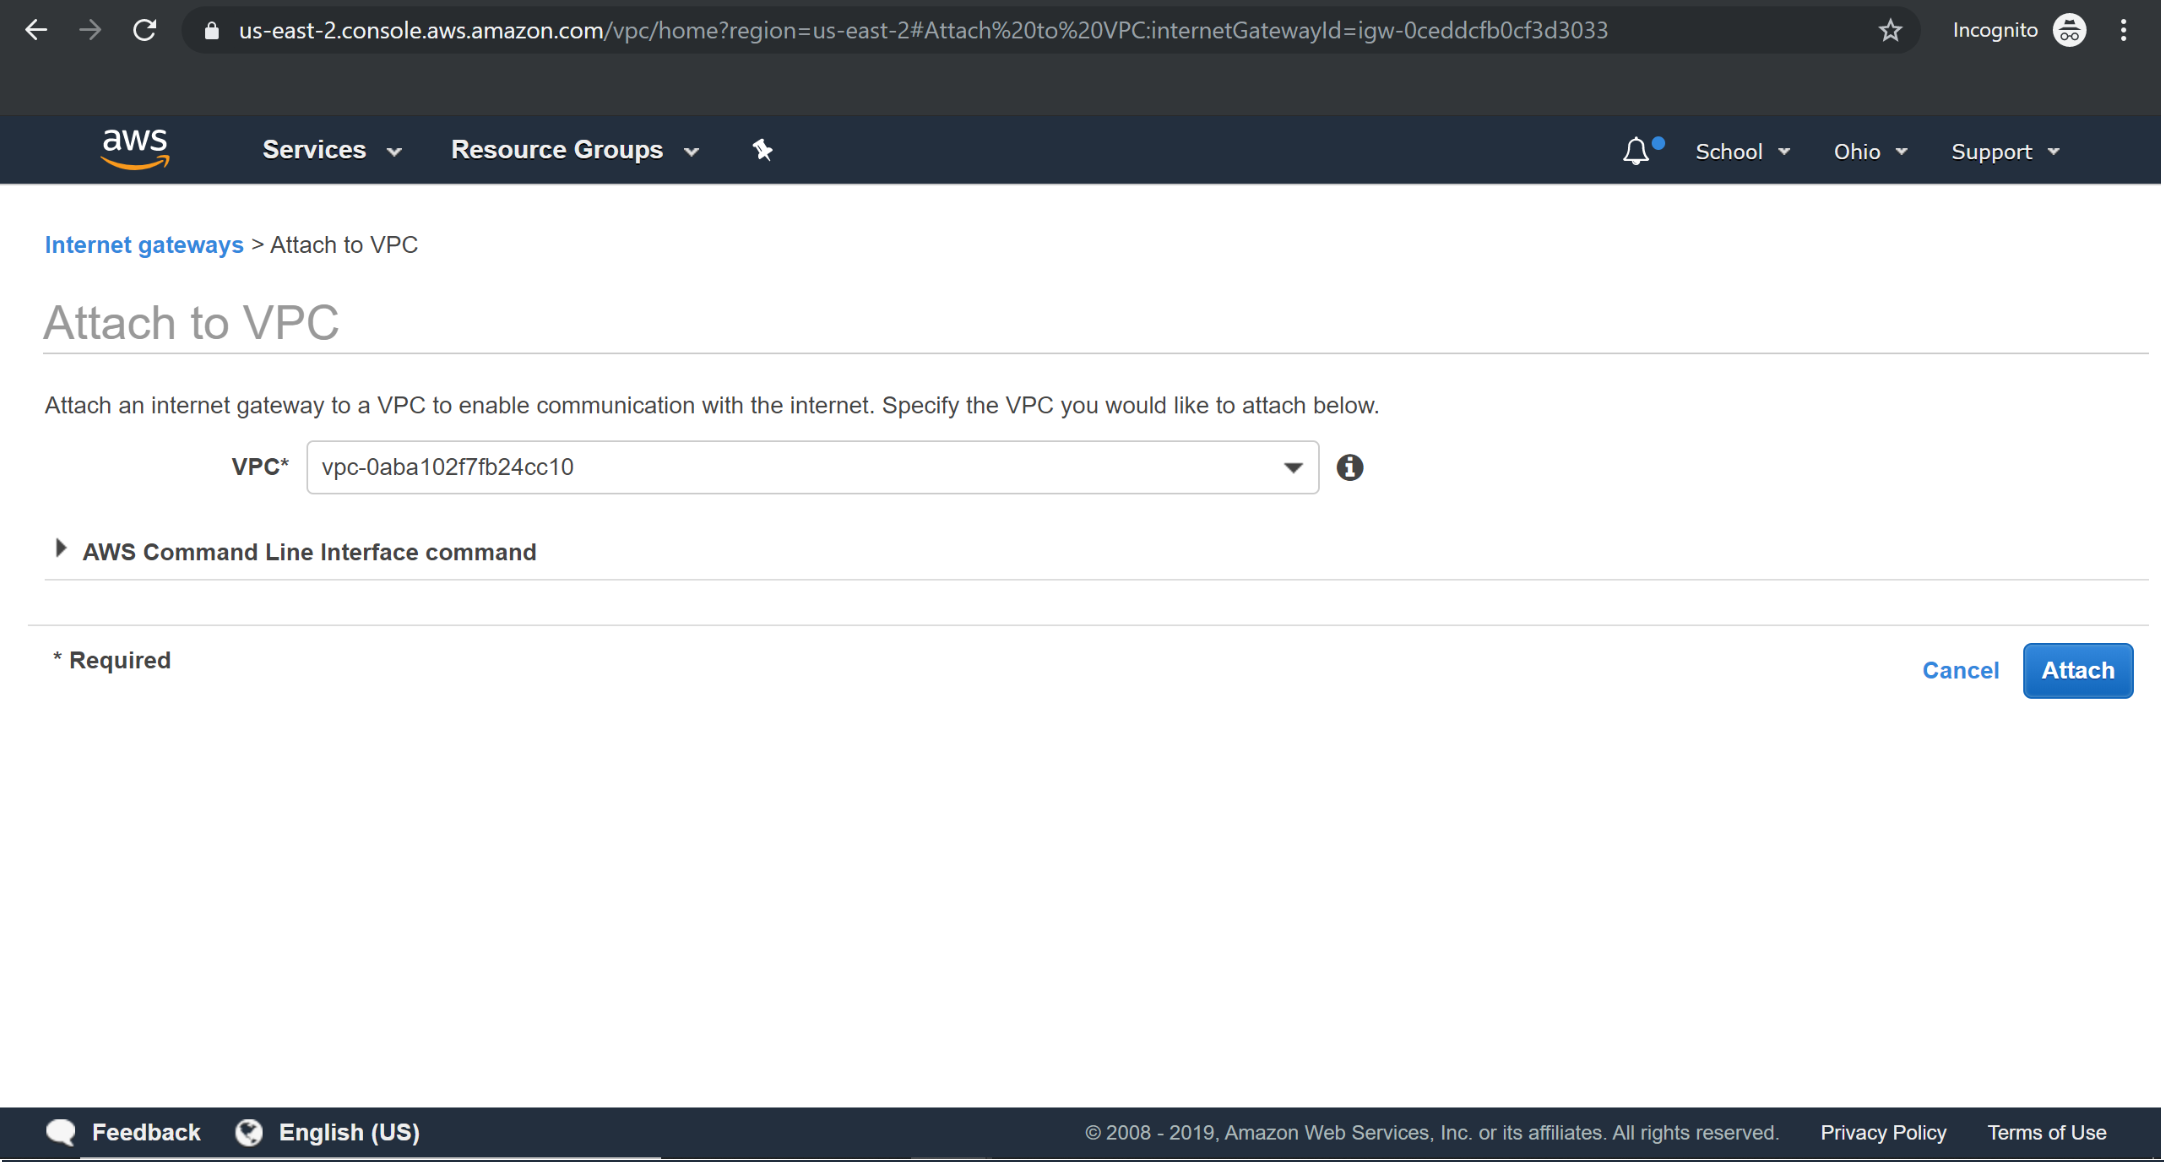 us-east-2.console.aws.amazon.com/vpc/home?region=us-east-2#Attach%20to%20VPC:internetGatewayId=igw-0ceddcfb0cf3d3033
Incognito
aws
Services
Resource Groups
School
Ohio
Support
Internet gateways > Attach to VPC
Attach to VPC
Attach an internet gateway to a VPC to enable communication with the internet. Specify the VPC you would like to attach below.
VPC* vpc-0aba102f7fb24cc10
AWS Command Line Interface command
* Required
Cancel
Attach
Feedback
English (US)
© 2008 - 2019, Amazon Web Services, Inc. or its affiliates. All rights reserved.
Privacy Policy
Terms of Use